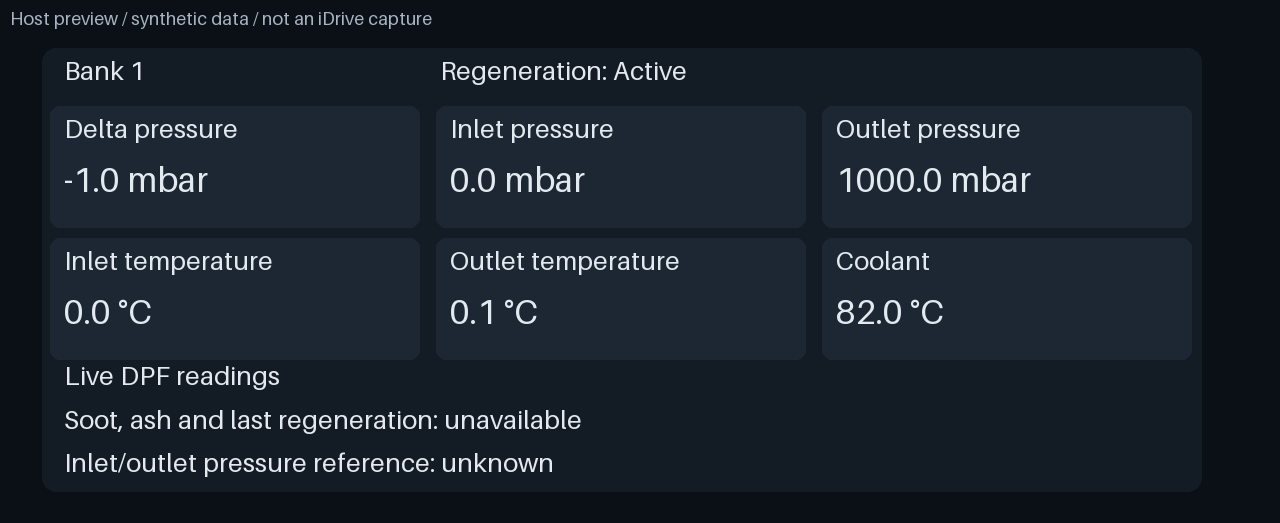 Host preview / synthetic data / not an iDrive capture
Bank 1
Regeneration: Active
Delta pressure
-1.0 mbar
Inlet pressure
0.0 mbar
Outlet pressure
1000.0 mbar
Inlet temperature
0.0 °C
Outlet temperature
0.1 °C
Coolant
82.0 °C
Live DPF readings
Soot, ash and last regeneration: unavailable
Inlet/outlet pressure reference: unknown